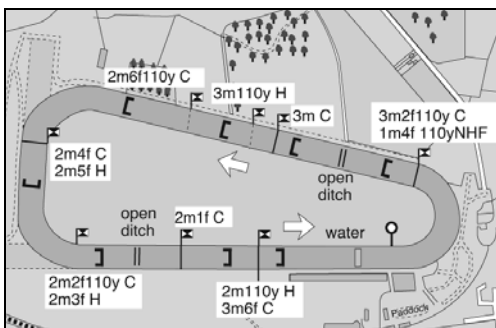 2m6f110y C
3m110y H
3m C
3m2f110y C
1m4f 110yNHF
2m4f C
2m5f H
open
ditch
open
ditch
2m1f C
water
2m2f110y C
2m3f H
2m110y H
3m6f C
Paddock